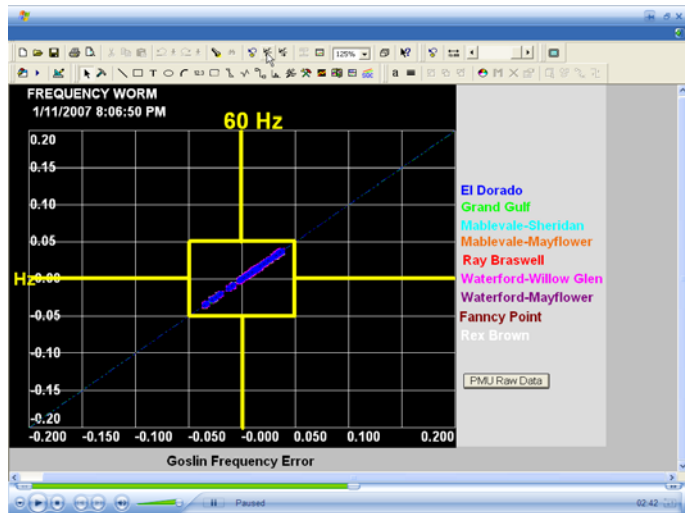 125%
FREQUENCY WORM
1/11/2007 8:06:50 PM
60 Hz
0.20
0.15
0.10
0.05
Hz0.00
-0.05
-0.10
-0.15
-0.20
-0.200 -0.150 -0.100 -0.050 -0.000 0.050 0.100 0.200
Goslin Frequency Error
El Dorado
Grand Gulf
Mablevale-Sheridan
Mablevale-Mayflower
Ray Braswell
Waterford-Willow Glen
Waterford-Mayflower
Fanncy Point
Rex Brown
PMU Raw Data
Paused
02:42